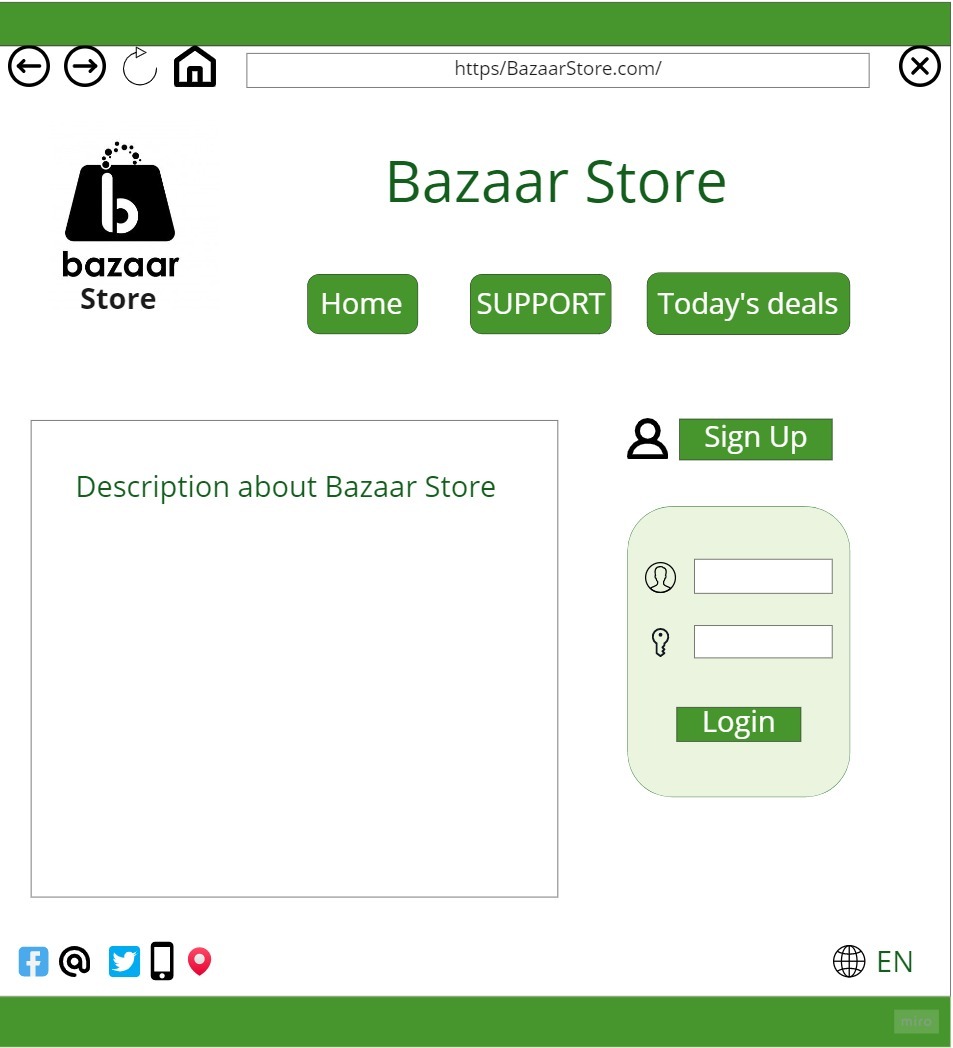 https/BazaarStore.com/
b
bazaar
Store
Bazaar Store
Home
SUPPORT
Today's deals
Sign Up
Description about Bazaar Store
Login
EN
miro